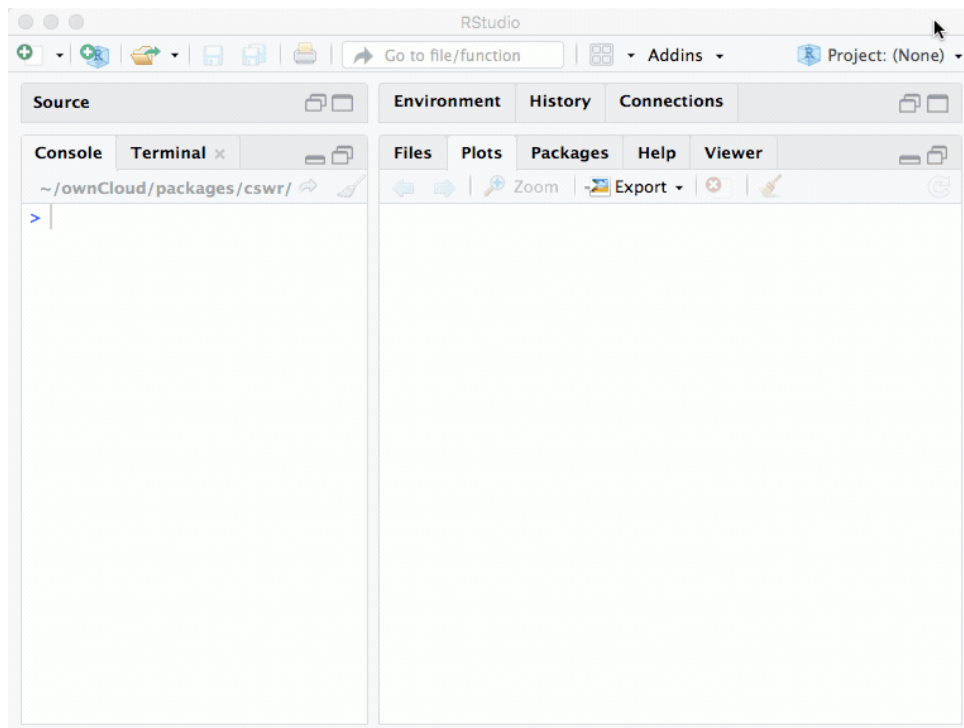 RStudio
Go to file/function Addins R Project: (None)
Source
Environment History Connections
Console Terminal
Files Plots Packages Help Viewer
~/ownCloud/packages/cswr/
Zoom Export
>